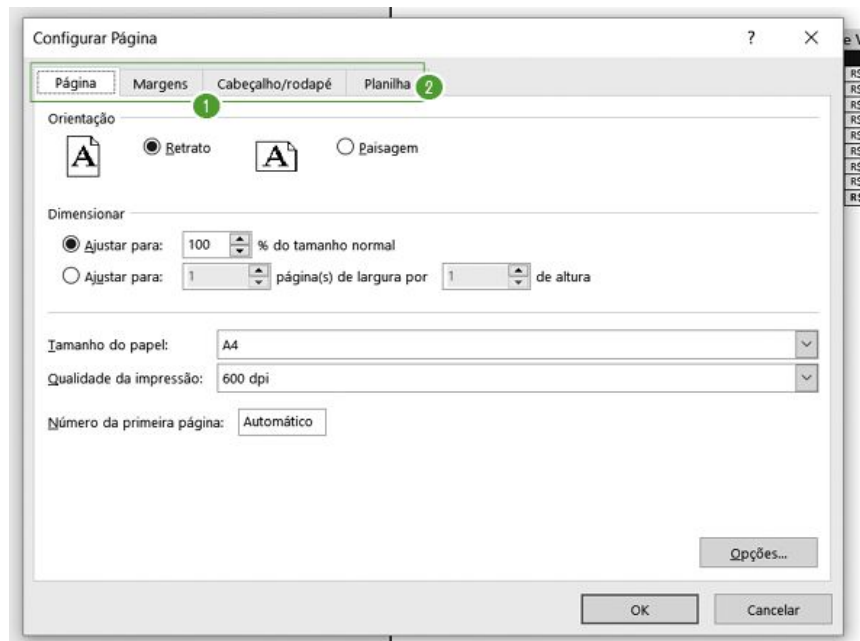 Configurar Página ? e V
Página Margens Cabeçalho/rodapé Planilha 2
1
Orientação
A Retrato A Paisagem
Dimensionar
Ajustar para: 100 % do tamanho normal
Ajustar para: 1 página(s) de largura por 1 de altura
Tamanho do papel: A4
Qualidade da impressão: 600 dpi
Número da primeira página: Automático
Opções...
OK Cancelar
R$
R$
R$
R$
R$
R$
R$
R$
R$